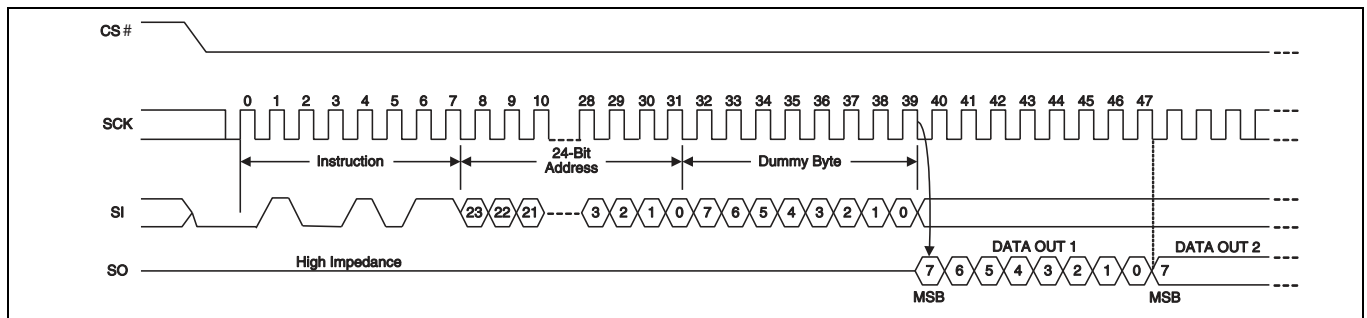 CS #
SCK
0 1 2 3 4 5 6 7 8 9 10 28 29 30 31 32 33 34 35 36 37 38 39 40 41 42 43 44 45 46 47
Instruction
24-Bit
Address
Dummy Byte
SI
23 22 21 3 2 1 0 7 6 5 4 3 2 1 0
DATA OUT 1
DATA OUT 2
SO
High Impedance
7 6 5 4 3 2 1 0 7
MSB
MSB